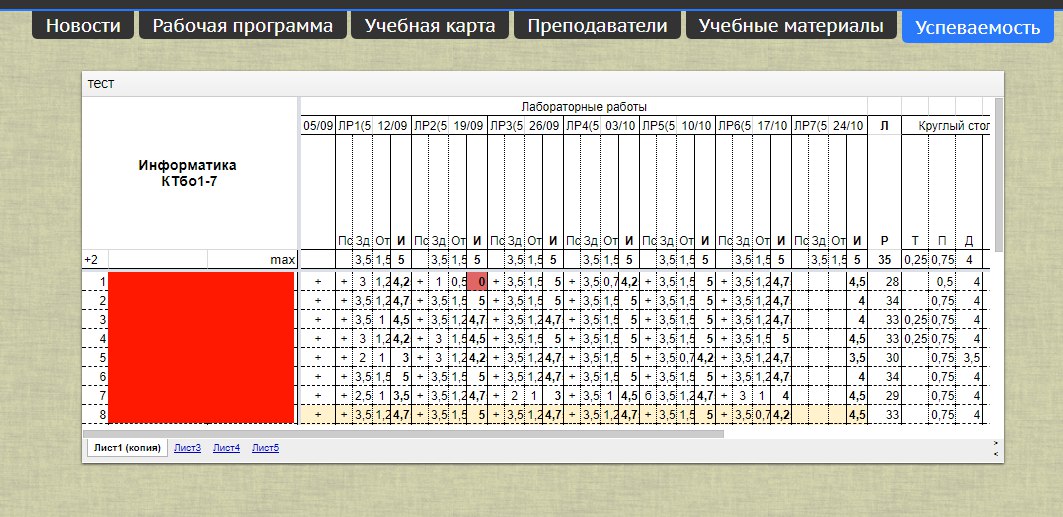 Новости Рабочая программа Учебная карта Преподаватели Учебные материалы Успеваемость
тест
Лабораторные работы
05/09 ЛР1(5 12/09 ЛР2(5 19/09 ЛР3(5 26/09 ЛР4(5 03/10 ЛР5(5 10/10 ЛР6(5 17/10 ЛР7(5 24/10 Л Круглый стол
Информатика
КТбо1-7
Пс Зд От И Пс Зд От И Пс Зд От И Пс Зд От И Пс Зд От И Пс Зд От И Пс Зд От И Р Т П Д
+2 max 3,5 1,5 5 3,5 1,5 5 3,5 1,5 5 3,5 1,5 5 3,5 1,5 5 3,5 1,5 5 3,5 1,5 5 35 0,25 0,75 4
1 + + 3 1,2 4,2 + 1 0,5 0 + 3,5 1,5 5 + 3,5 0,7 4,2 + 3,5 1,5 5 + 3,5 1,2 4,7 4,5 28 0,5 4
2 + + 3,5 1,5 5 + 3,5 1,5 5 + 3,5 1,5 5 + 3,5 1,5 5 + 3,5 1,5 5 + 3,5 1,2 4,7 4 34 0,75 4
3 + + 3,5 1 4,5 + 3,5 1,2 4,7 + 3,5 1,2 4,7 + 3,5 1,5 5 + 3,5 1,5 5 + 3,5 1,2 4,7 4 33 0,25 0,75 4
4 + + 3 1,2 4,2 + 3 1,5 4,5 + 3,5 1,5 5 + 3,5 1,5 5 + 3,5 1,5 5 + 3,5 1,5 5 4,5 33 0,25 0,75 4
5 + + 2 1 3 + 3 1,2 4,2 + 3,5 1,2 4,7 + 3,5 1,5 5 + 3,5 0,7 4,2 + 3,5 1,2 4,7 3,5 30 0,75 3,5
6 + + 3,5 1,5 5 + 3,5 1,5 5 + 3,5 1,2 4,7 + 3,5 1,5 5 + 3,5 1,5 5 + 3,5 1,2 4,7 4 34 0,75 4
7 + + 2,5 1 3,5 + 3,5 1,2 4,7 + 2 1 3 + 3,5 1 4,5 б 3,5 1,2 4,7 + 3 1 4 4,5 29 0,75 4
8 + + 3,5 1,2 4,7 + 3,5 1,5 5 + 3,5 1,2 4,7 + 3,5 1,2 4,7 + 3,5 1,5 5 + 3,5 0,7 4,2 4,5 33 0,75 4
Лист1 (копия) Лист3 Лист4 Лист5